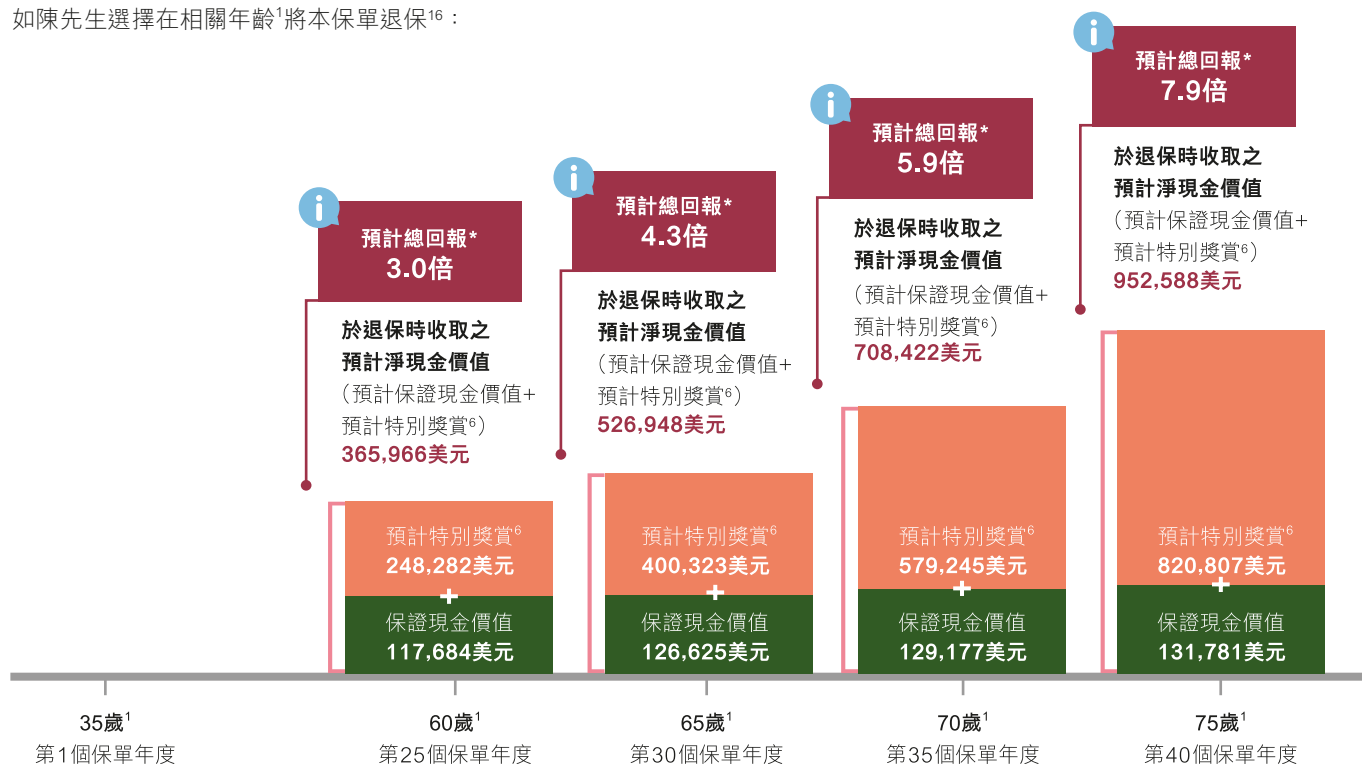 如陳先生選擇在相關年齡¹將本保單退保¹⁶：
預計總回報*
3.0倍
於退保時收取之
預計淨現金價值
（預計保證現金價值+
預計特別獎賞⁶）
365,966美元
預計特別獎賞⁶
248,282美元
+
保證現金價值
117,684美元
預計總回報*
4.3倍
於退保時收取之
預計淨現金價值
（預計保證現金價值+
預計特別獎賞⁶）
526,948美元
預計特別獎賞⁶
400,323美元
+
保證現金價值
126,625美元
預計總回報*
5.9倍
於退保時收取之
預計淨現金價值
（預計保證現金價值+
預計特別獎賞⁶）
708,422美元
預計特別獎賞⁶
579,245美元
+
保證現金價值
129,177美元
預計總回報*
7.9倍
於退保時收取之
預計淨現金價值
（預計保證現金價值+
預計特別獎賞⁶）
952,588美元
預計特別獎賞⁶
820,807美元
+
保證現金價值
131,781美元
35歲¹
第1個保單年度
60歲¹
第25個保單年度
65歲¹
第30個保單年度
70歲¹
第35個保單年度
75歲¹
第40個保單年度